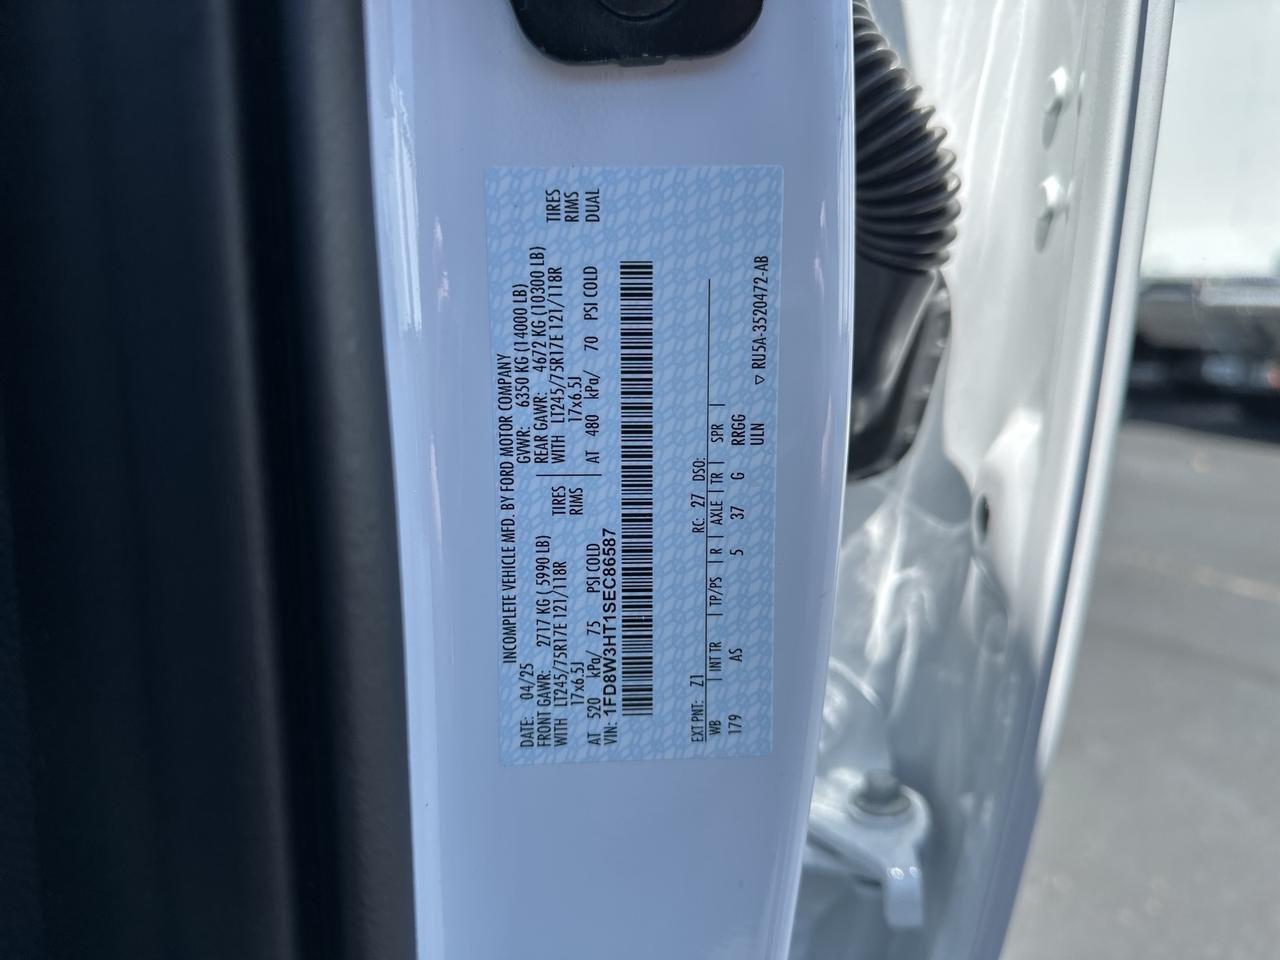 INCOMPLETE VEHICLE MFD. BY FORD MOTOR COMPANY
DATE: 04/25 GVWR: 6350 KG (14000 LB)
FRONT GAWR: 2717 KG (5990 LB) REAR GAWR: 4672 KG (10300 LB)
WITH LT245/75R17E 121/118R TIRES WITH LT245/75R17E 121/118R TIRES
17x6.5J RIMS 17x6.5J RIMS
AT 520 kPa/ 75 PSI COLD AT 480 kPa/ 70 PSI COLD DUAL
VIN: 1FD8W3HT1SEC86587
EXT PNT: Z1 RC: 27 DSO:
WB | INT TR | TP/PS | R | AXLE | TR | SPR |
179 AS 5 37 G RRGG
ULN
▽ RU5A-3520472-AB